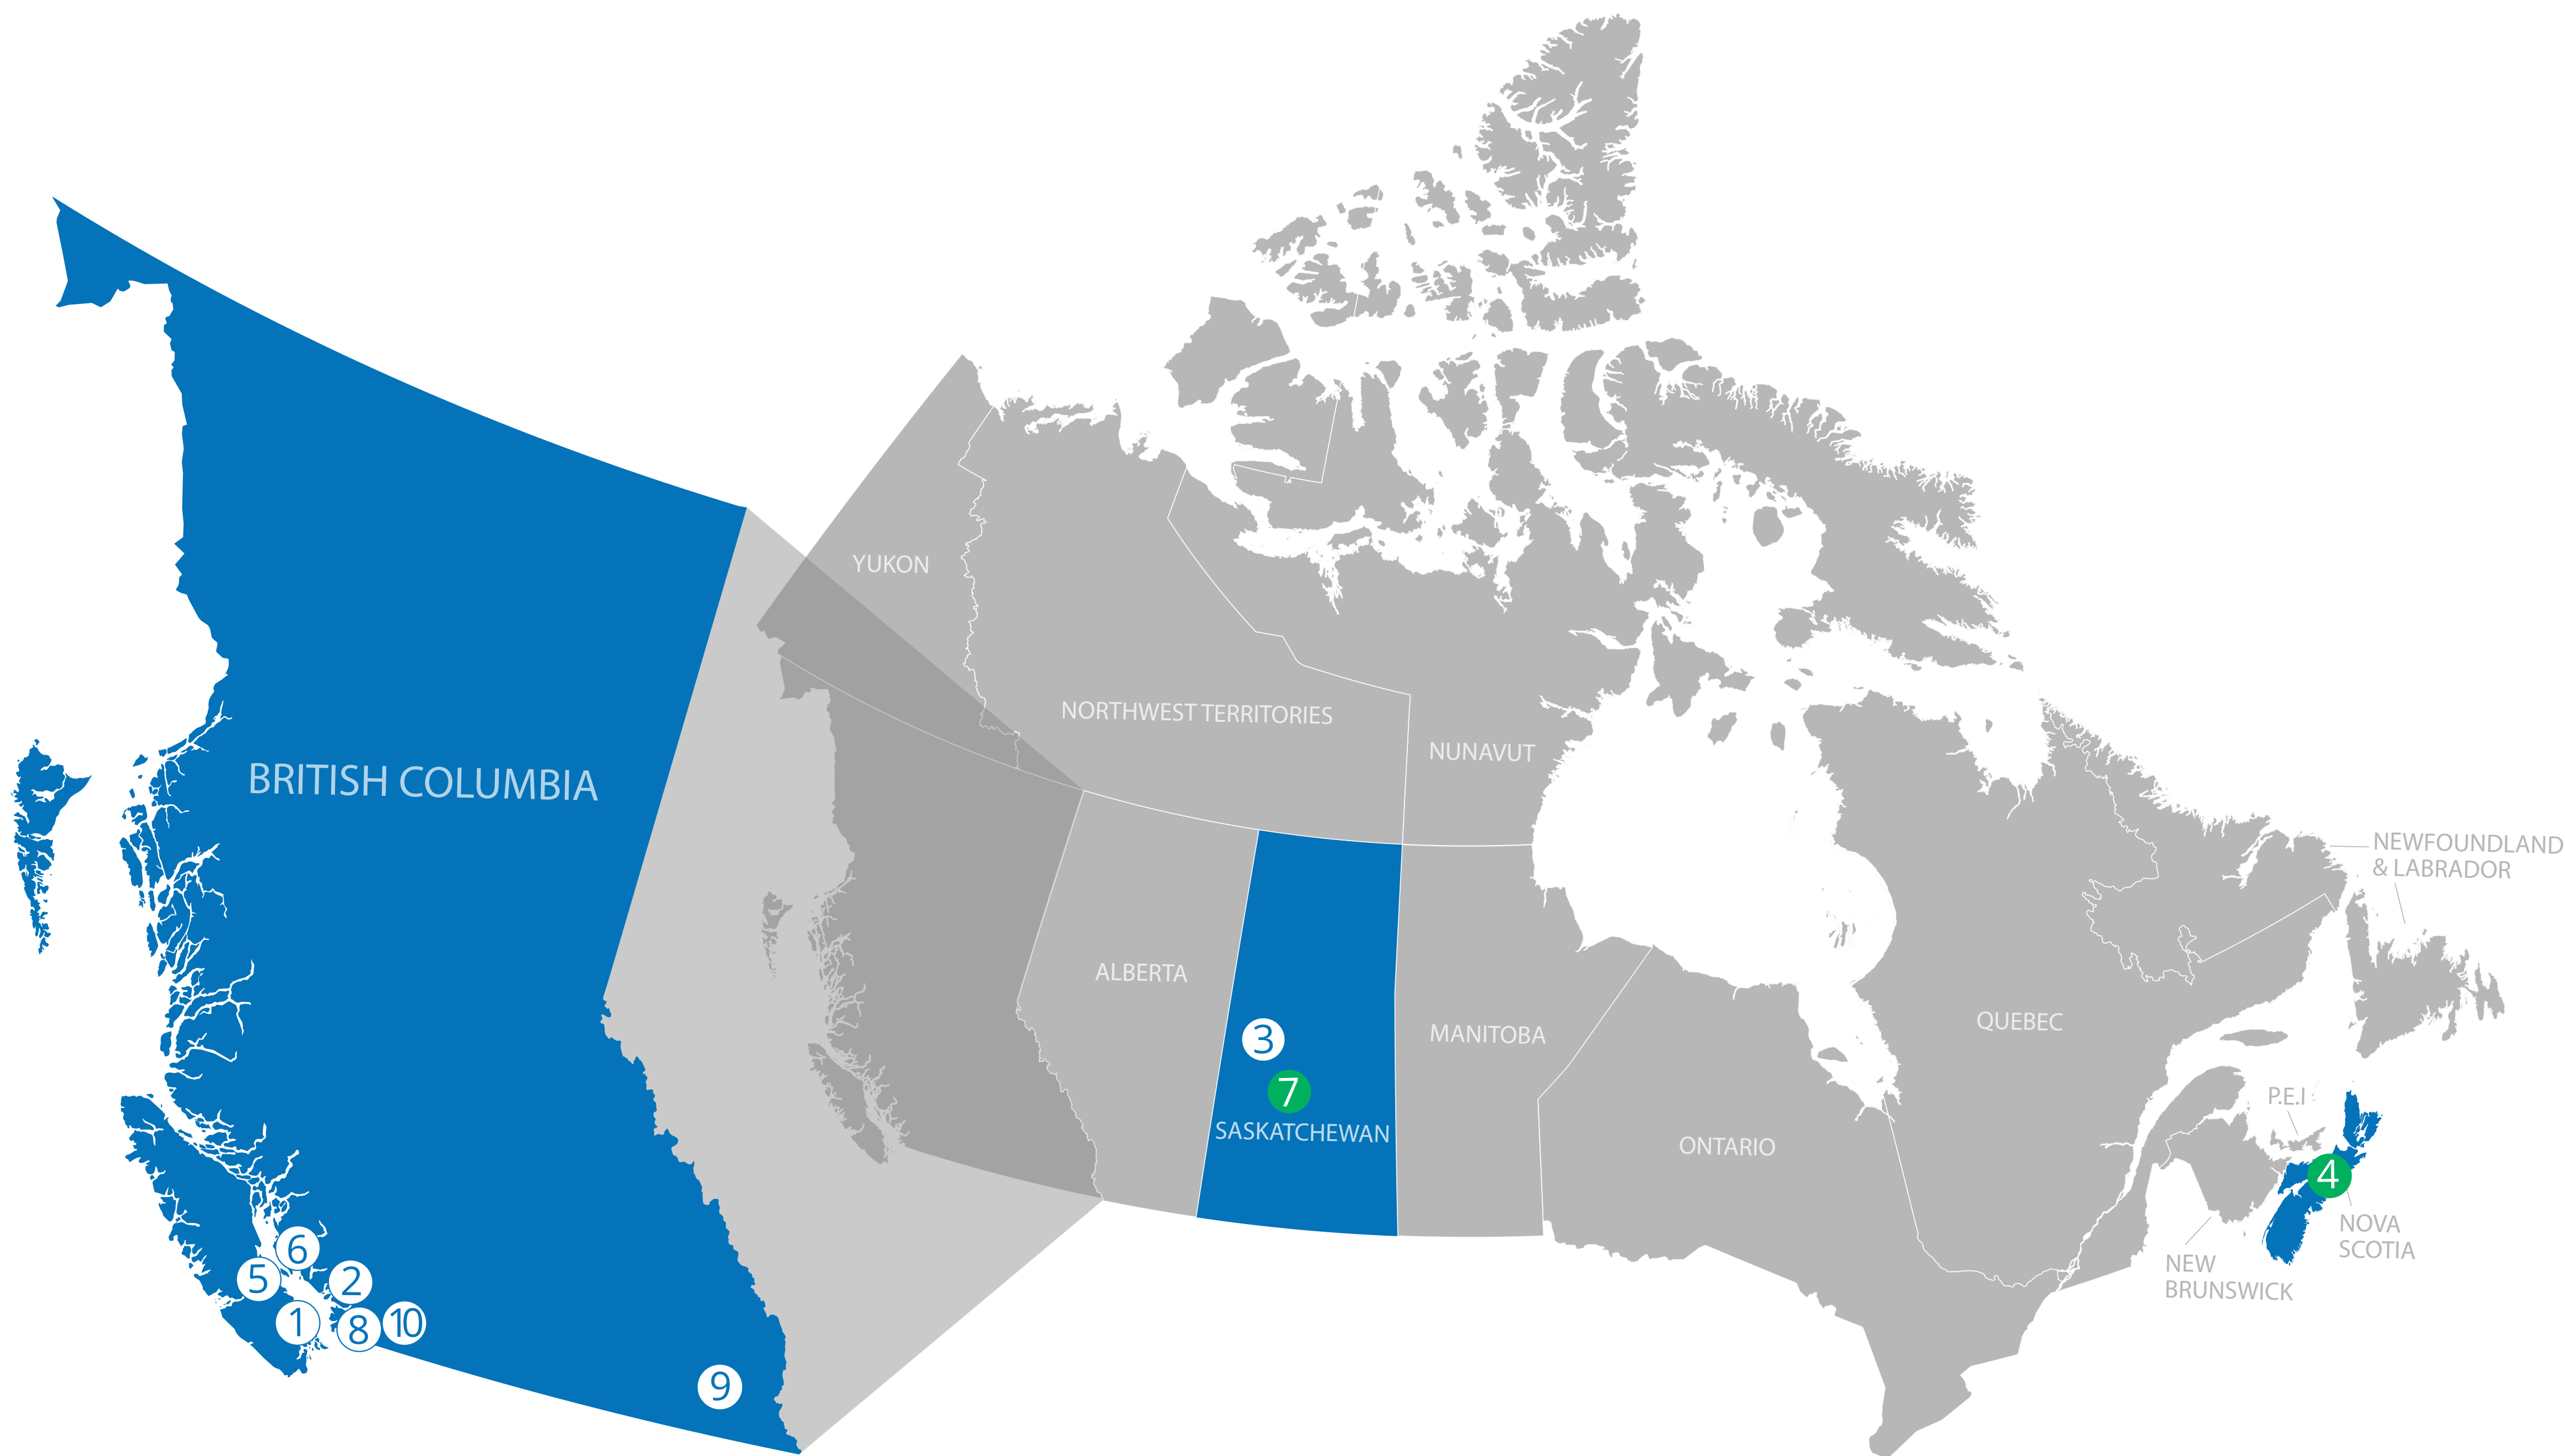 YUKON
NORTHWEST TERRITORIES
NUNAVUT
BRITISH COLUMBIA
NEWFOUNDLAND
& LABRADOR
ALBERTA
3
MANITOBA
QUEBEC
7
SASKATCHEWAN
ONTARIO
P.E.I
4
NOVA
SCOTIA
NEW
BRUNSWICK
6
5
2
1
8
10
9